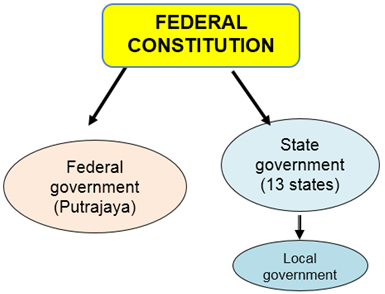 FEDERAL
CONSTITUTION
Federal
government
(Putrajaya)
State
government
(13 states)
Local
government